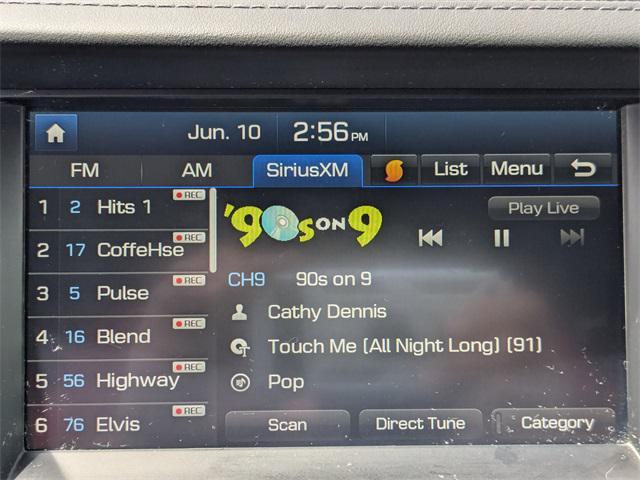 Jun. 10 2:56 PM
FM AM SiriusXM List Menu
1 2 Hits 1 REC
2 17 CoffeHse REC
3 5 Pulse REC
4 16 Blend REC
5 56 Highway REC
6 76 Elvis REC
'90s ON 9
Play Live
CH9 90s on 9
Cathy Dennis
Touch Me (All Night Long) (91)
Pop
Scan Direct Tune Category